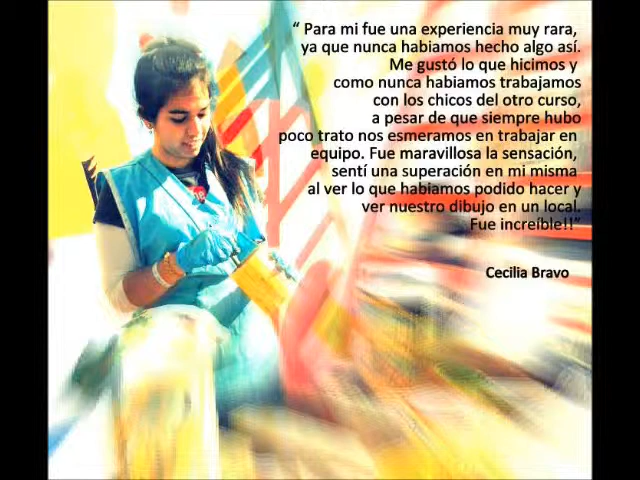 “ Para mi fue una experiencia muy rara,
ya que nunca habiamos hecho algo así.
Me gustó lo que hicimos y
como nunca habiamos trabajamos
con los chicos del otro curso,
a pesar de que siempre hubo
poco trato nos esmeramos en trabajar en
equipo. Fue maravillosa la sensación,
sentí una superación en mi misma
al ver lo que habiamos podido hacer y
ver nuestro dibujo en un local.
Fue increíble!!”
Cecilia Bravo